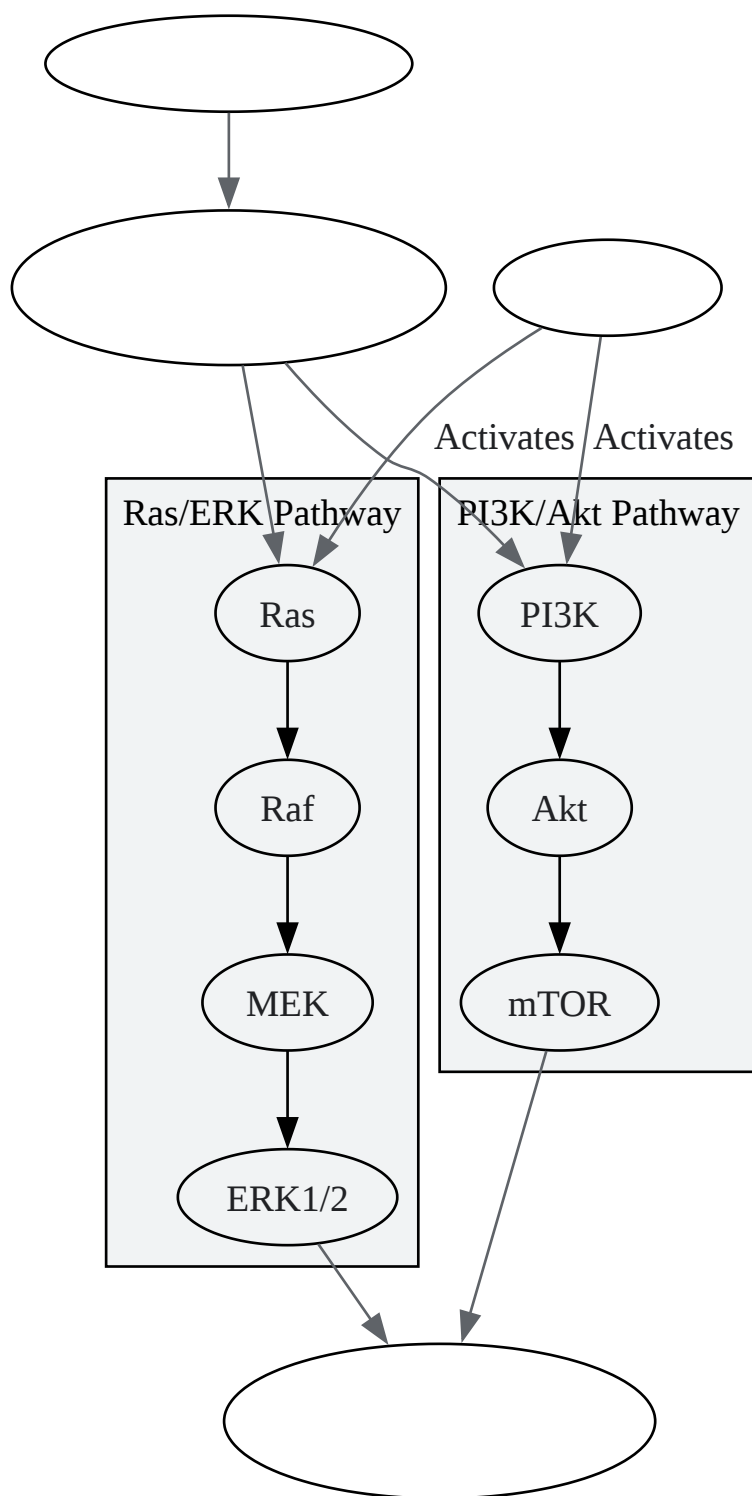 Activates
Activates
Ras/ERK Pathway
PI3K/Akt Pathway
Ras
PI3K
Raf
Akt
MEK
mTOR
ERK1/2